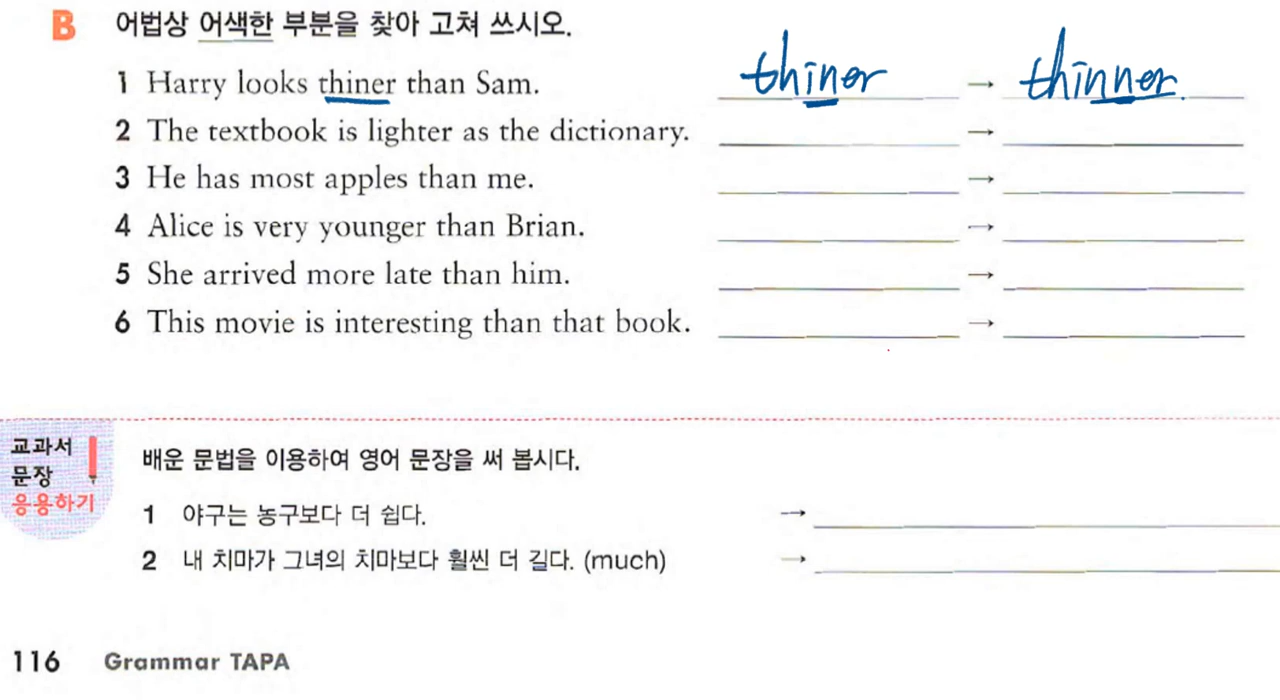 B 어법상 어색한 부분을 찾아 고쳐 쓰시오.
1 Harry looks thiner than Sam. thiner → thinner.
2 The textbook is lighter as the dictionary. →
3 He has most apples than me. →
4 Alice is very younger than Brian. →
5 She arrived more late than him. →
6 This movie is interesting than that book. →
교과서
문장
응용하기
!
배운 문법을 이용하여 영어 문장을 써 봅시다.
1 야구는 농구보다 더 쉽다. →
2 내 치마가 그녀의 치마보다 훨씬 더 길다. (much) →
116 Grammar TAPA